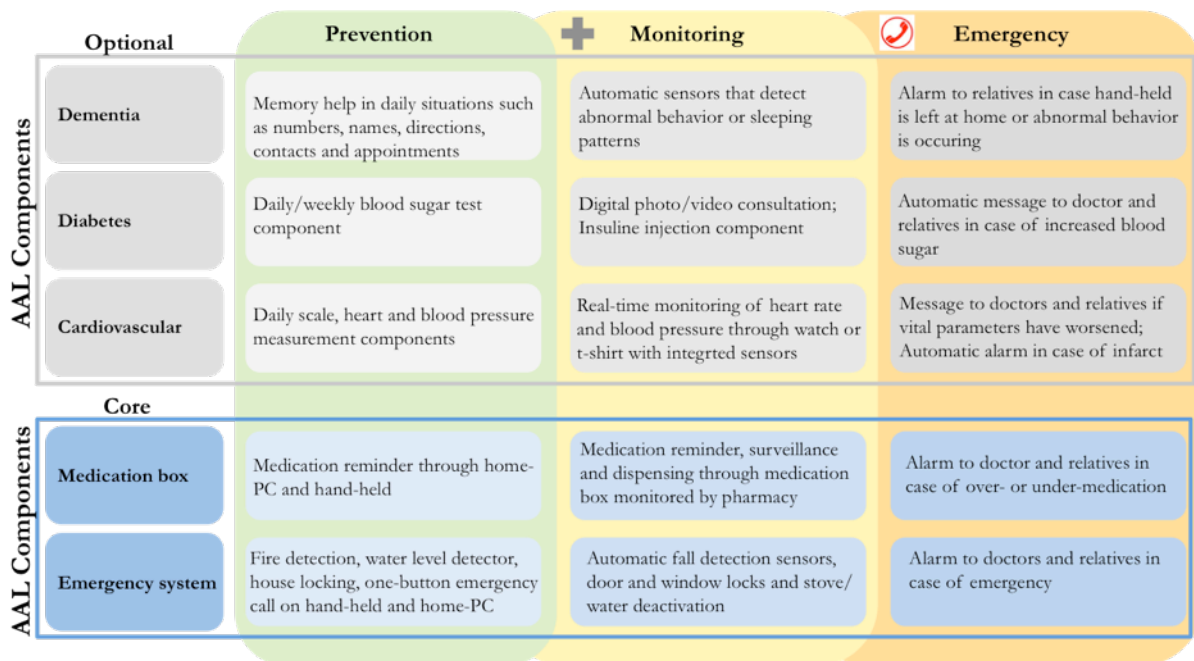 Optional
Prevention
Monitoring
Emergency
AAL Components
Dementia
Memory help in daily situations such
as numbers, names, directions,
contacts and appointments
Automatic sensors that detect
abnormal behavior or sleeping
patterns
Alarm to relatives in case hand-held
is left at home or abnormal behavior
is occuring
Diabetes
Daily/weekly blood sugar test
component
Digital photo/video consultation;
Insuline injection component
Automatic message to doctor and
relatives in case of increased blood
sugar
Cardiovascular
Daily scale, heart and blood pressure
measurement components
Real-time monitoring of heart rate
and blood pressure through watch or
t-shirt with integrted sensors
Message to doctors and relatives if
vital parameters have worsened;
Automatic alarm in case of infarct
Core
AAL Components
Medication box
Medication reminder through home-
PC and hand-held
Medication reminder, surveillance
and dispensing through medication
box monitored by pharmacy
Alarm to doctor and relatives in
case of over- or under-medication
Emergency system
Fire detection, water level detector,
house locking, one-button emergency
call on hand-held and home-PC
Automatic fall detection sensors,
door and window locks and stove/
water deactivation
Alarm to doctors and relatives in
case of emergency